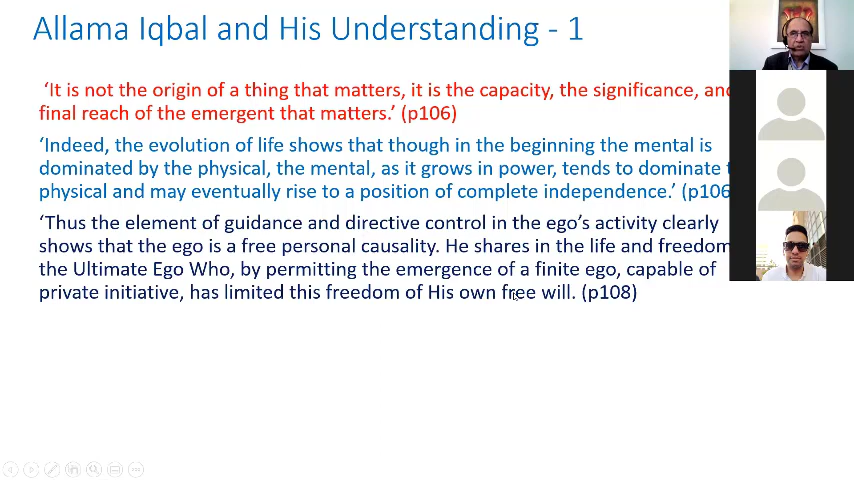 Allama Iqbal and His Understanding - 1
‘It is not the origin of a thing that matters, it is the capacity, the significance, and
final reach of the emergent that matters.’ (p106)
‘Indeed, the evolution of life shows that though in the beginning the mental is
dominated by the physical, the mental, as it grows in power, tends to dominate
physical and may eventually rise to a position of complete independence.’ (p106
‘Thus the element of guidance and directive control in the ego’s activity clearly
shows that the ego is a free personal causality. He shares in the life and freedom
the Ultimate Ego Who, by permitting the emergence of a finite ego, capable of
private initiative, has limited this freedom of His own free will. (p108)